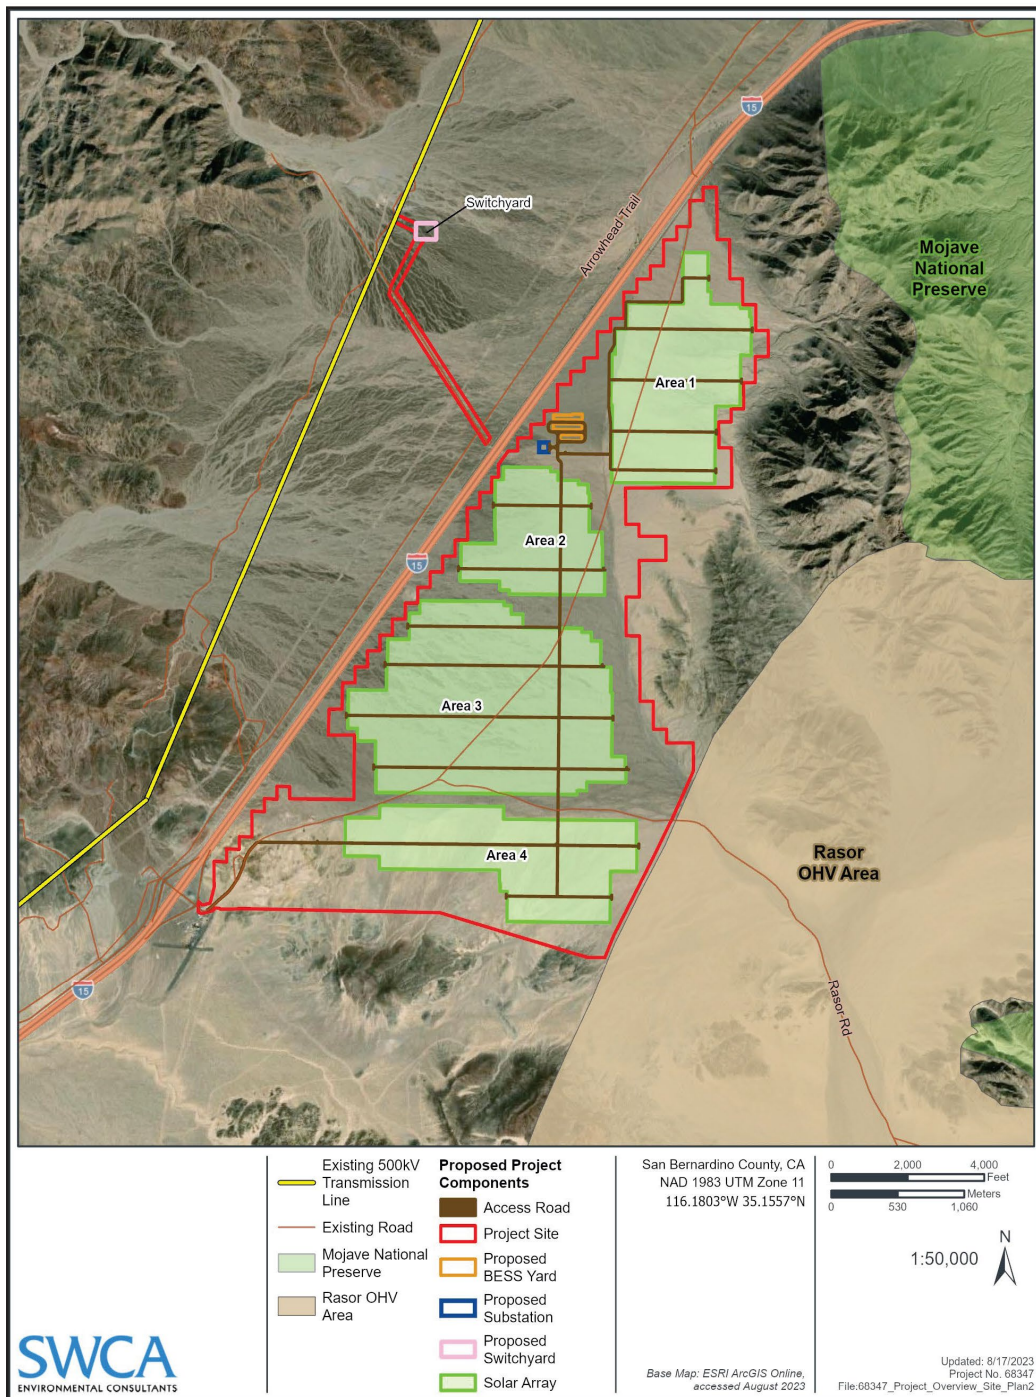 15
Switchyard
Arrowhead Trail
Mojave
National
Preserve
Area 1
Area 2
15
Area 3
Area 4
Rasor
OHV Area
Rasor Rd
15
Existing 500kV
Transmission
Line
Existing Road
Mojave National
Preserve
Rasor OHV
Area
Proposed Project
Components
Access Road
Project Site
Proposed
BESS Yard
Proposed
Substation
Proposed
Switchyard
Solar Array
San Bernardino County, CA
NAD 1983 UTM Zone 11
116.1803°W 35.1557°N
Base Map: ESRI ArcGIS Online,
accessed August 2023
0 2,000 4,000
Feet
Meters
0 530 1,060
N
1:50,000
Updated: 8/17/2023
Project No. 68347
File:68347_Project_Overview_Site_Plan2
SWCA
ENVIRONMENTAL CONSULTANTS